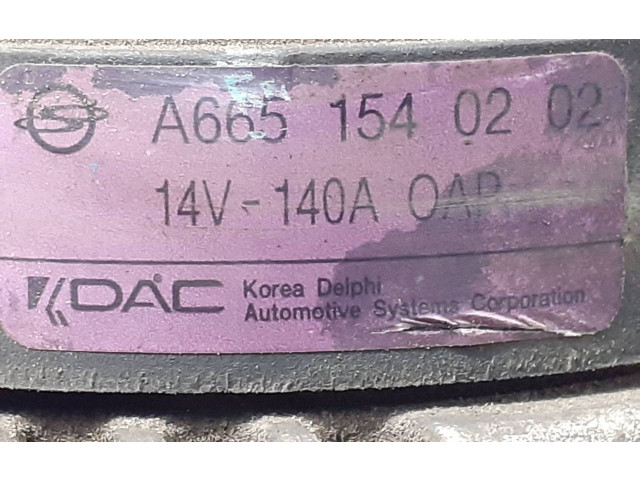 A665 154 02 02
14V-140A OAP
KDAC Korea Delphi
Automotive Systems Corporation